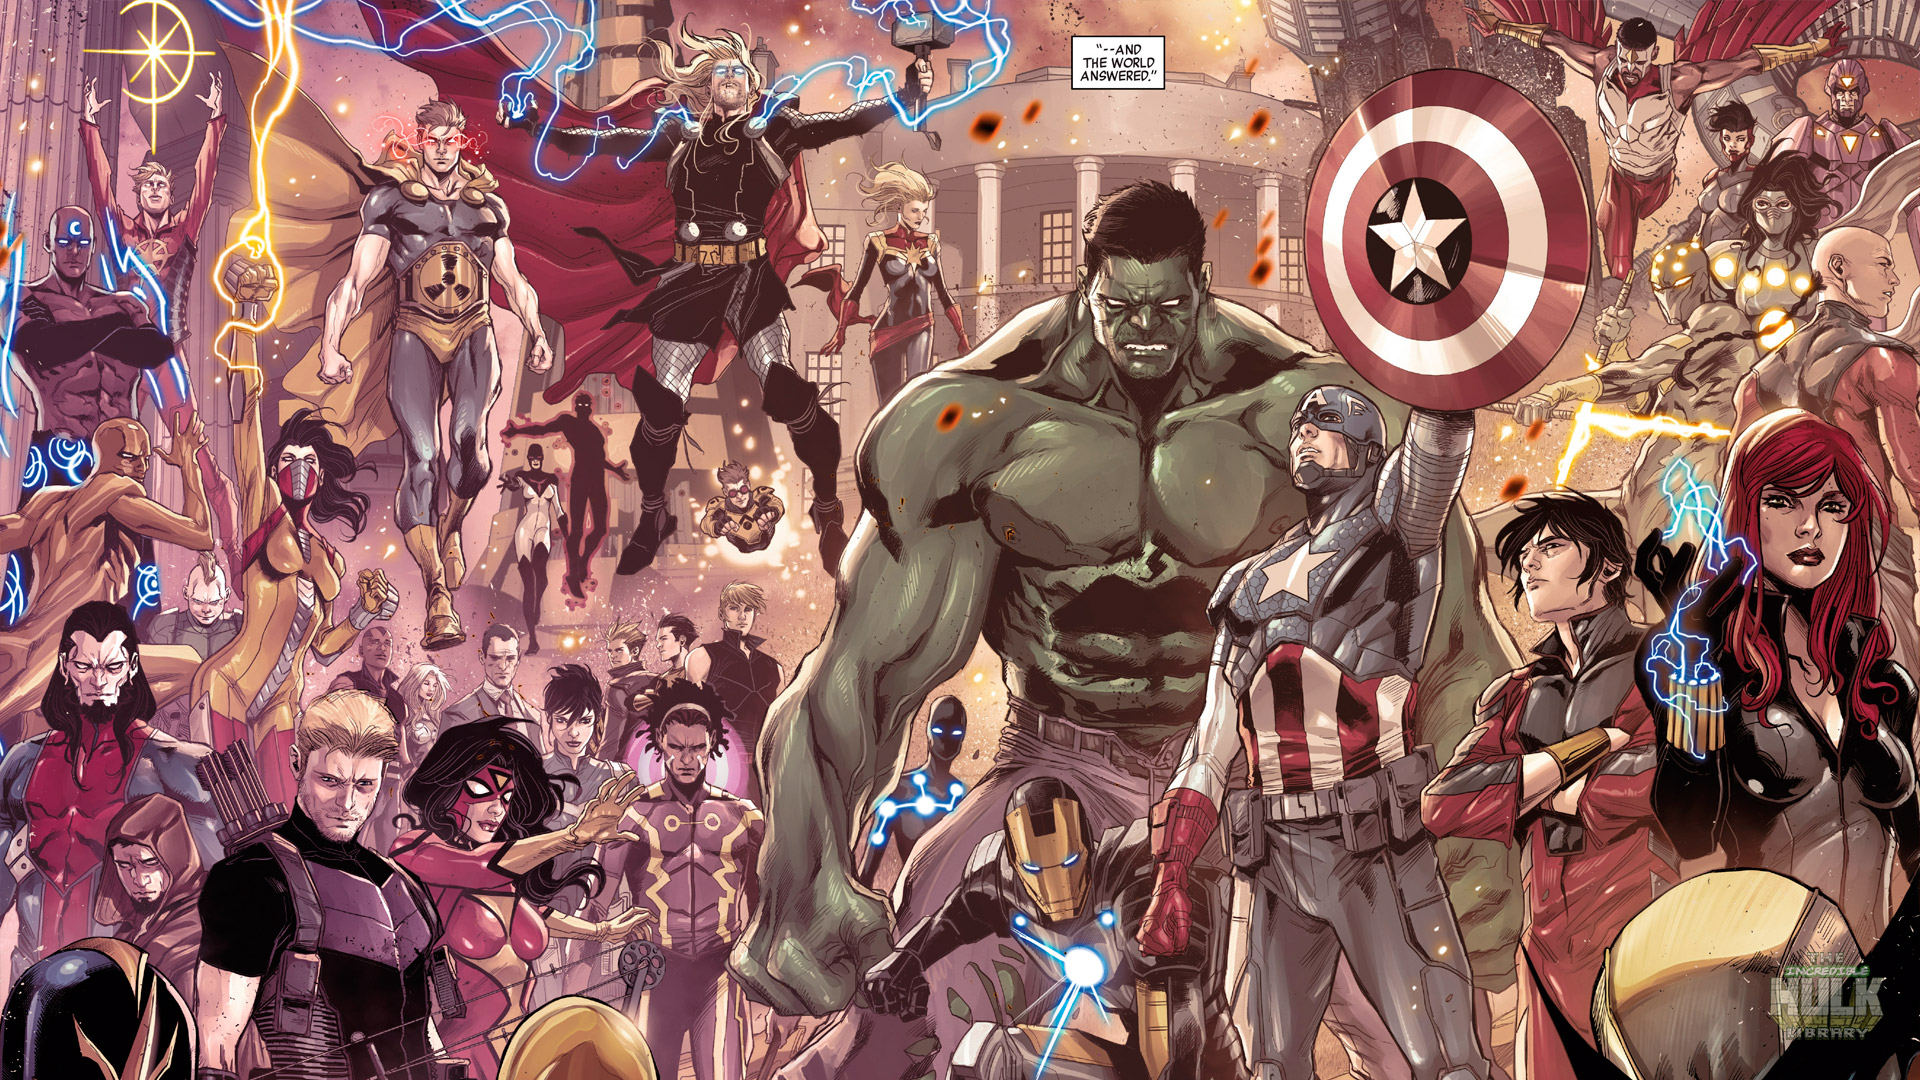 "--AND
THE WORLD
ANSWERED."
A
C
THE
INCREDIBLE
HULK
LIBRARY